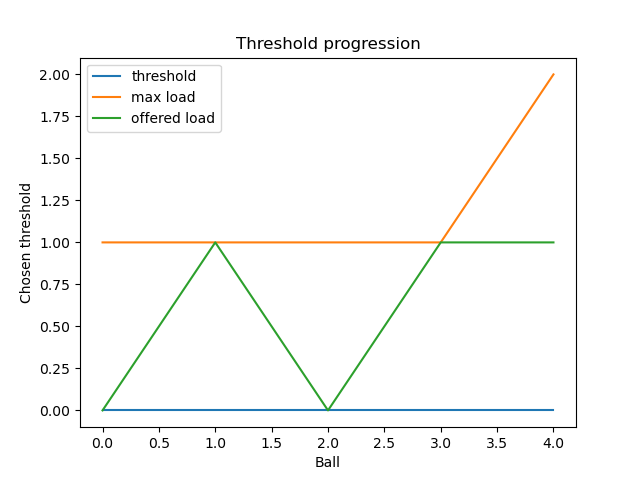 Threshold progression
threshold
max load
offered load
Chosen threshold
2.00
1.75
1.50
1.25
1.00
0.75
0.50
0.25
0.00
0.0 0.5 1.0 1.5 2.0 2.5 3.0 3.5 4.0
Ball